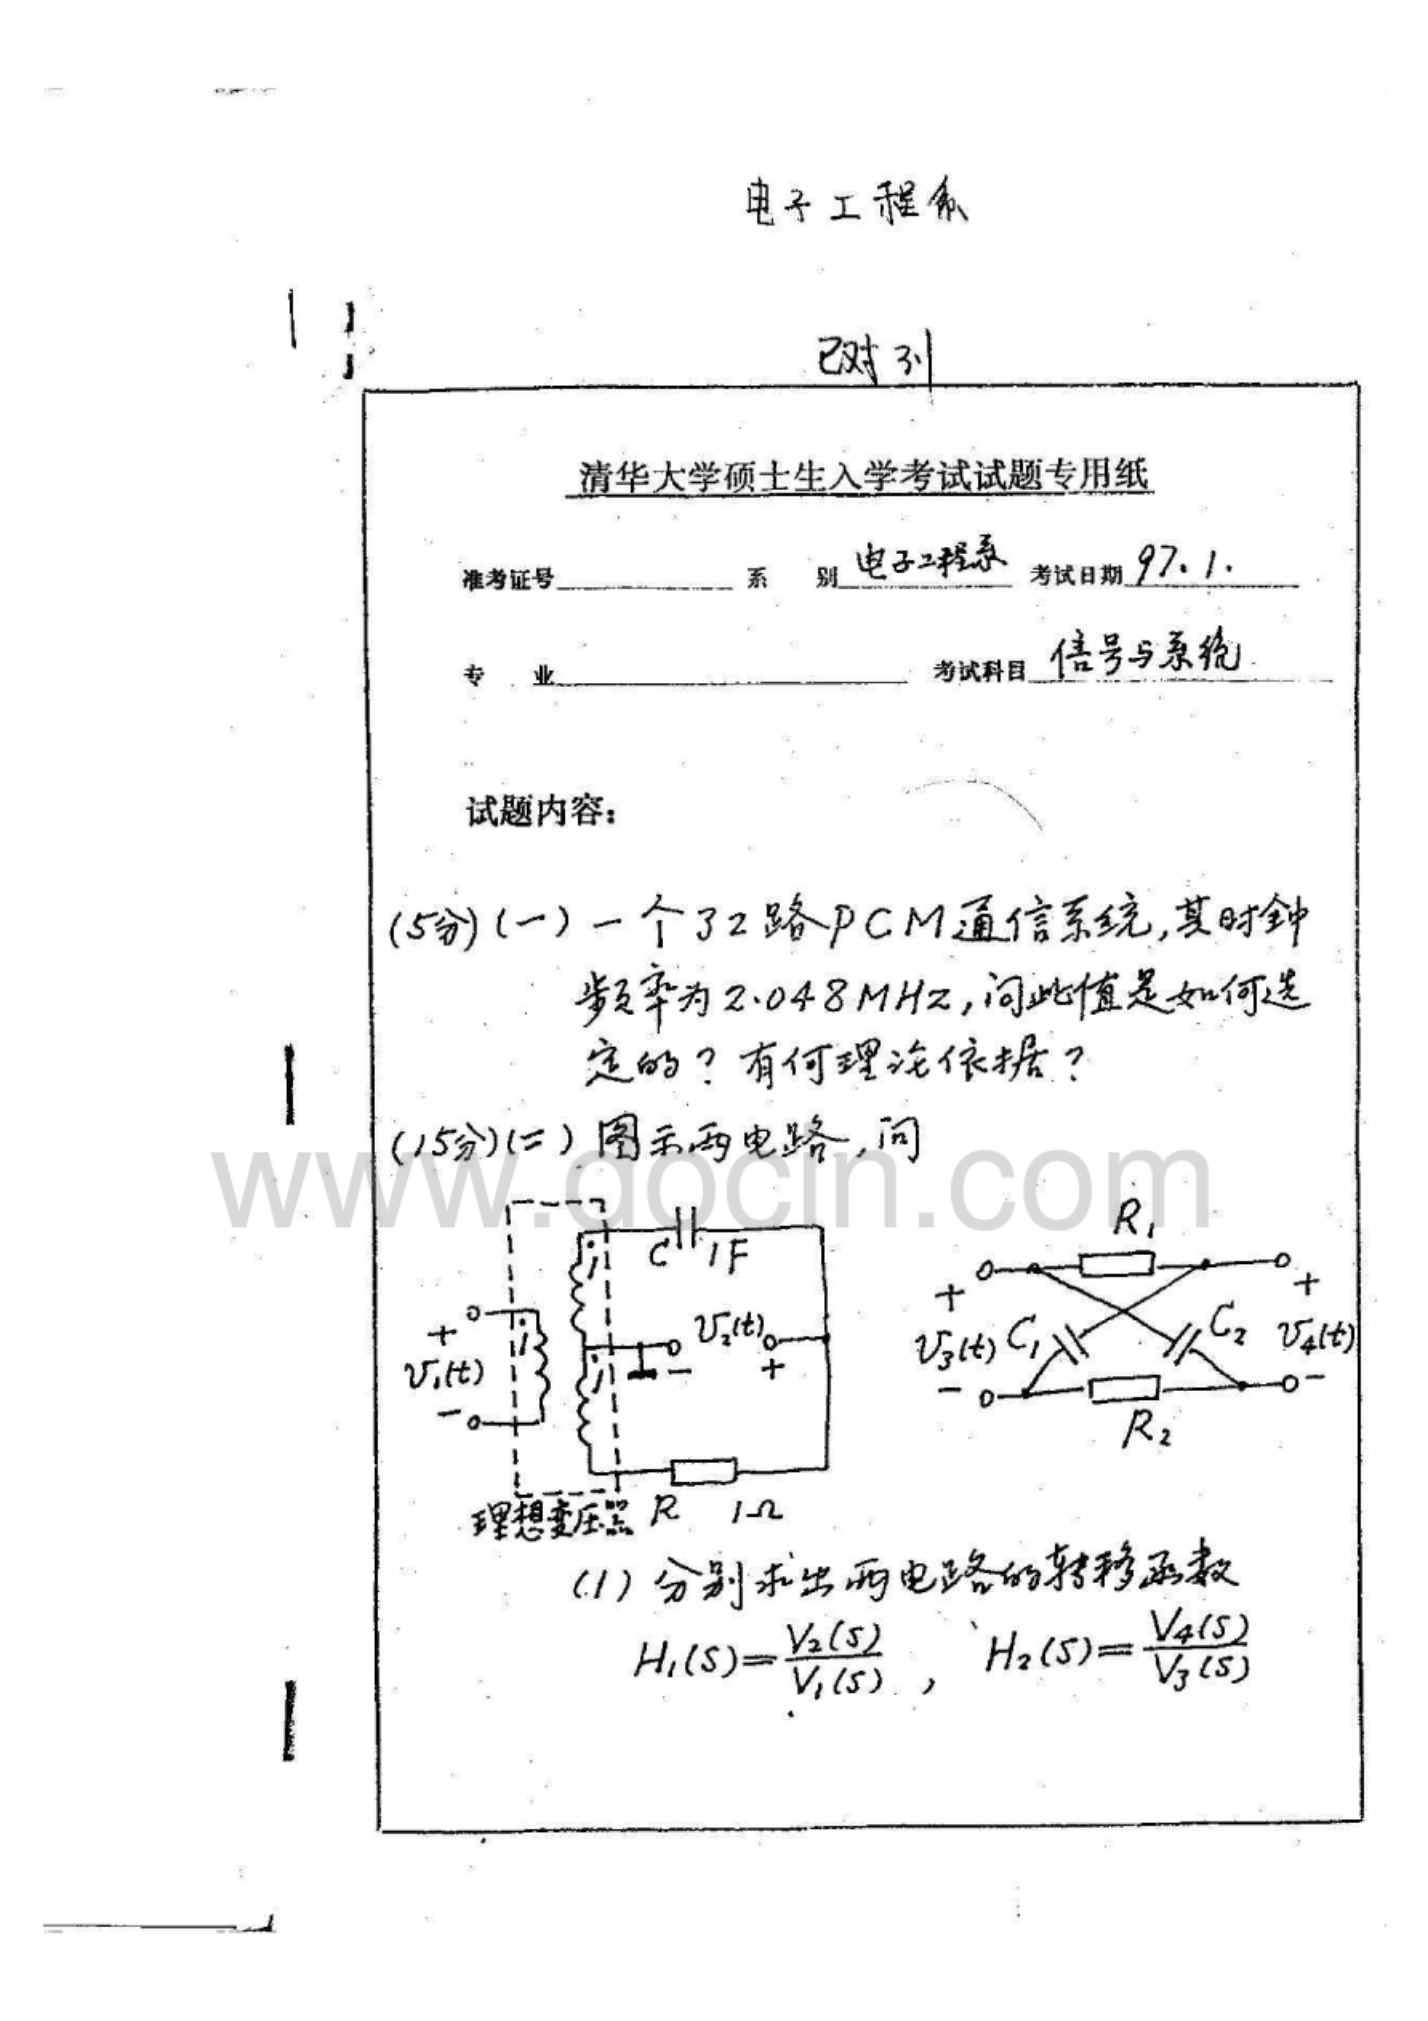 电子工程系
已对 别
清华大学硕士生入学考试试题专用纸
准考证号 系 别 电子工程系 考试日期 97.1.
专 业 考试科目 信号与系统
试题内容:
(5分)(一)一个32路PCM通信系统,其时钟
频率为2.048MHz,问此值是如何选
定的?有何理论依据?
(15分)(二)图示两电路,问
www.docin.com
C 1F
R₁
+ υ₁(t) −
υ₂(t)
− +
+ υ₃(t) −
C₁
C₂
+ υ₄(t) −
R₂
理想变压器 R 1Ω
(1)分别求出两电路的转移函数
H₁(S)=V₂(S)/V₁(S), H₂(S)=V₄(S)/V₃(S)